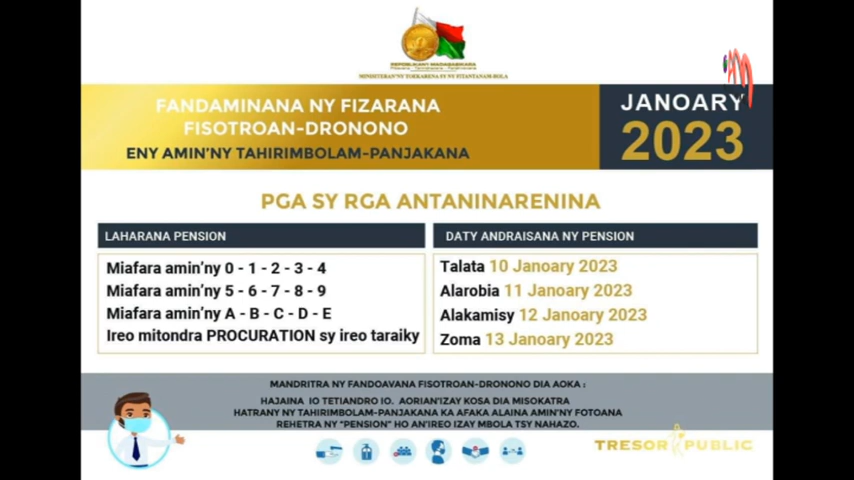 REPOBLIKAN'I MADAGASIKARA
Fitiavana - Tanindrazana - Fandrosoana
MINISITERAN'NY TOEKARENA SY NY FITANTANAM-BOLA
FANDAMINANA NY FIZARANA
FISOTROAN-DRONONO
ENY AMIN'NY TAHIRIMBOLAM-PANJAKANA
JANOARY
2023
PGA SY RGA ANTANINARENINA
LAHARANA PENSION
DATY ANDRAISANA NY PENSION
Miafara amin'ny 0 - 1 - 2 - 3 - 4
Talata 10 Janoary 2023
Miafara amin'ny 5 - 6 - 7 - 8 - 9
Alarobia 11 Janoary 2023
Miafara amin'ny A - B - C - D - E
Alakamisy 12 Janoary 2023
Ireo mitondra PROCURATION sy ireo taraiky
Zoma 13 Janoary 2023
MANDRITRA NY FANDOAVANA FISOTROAN-DRONONO DIA AOKA :
HAJAINA IO TETIANDRO IO. AORIAN'IZAY KOSA DIA MISOKATRA
HATRANY NY TAHIRIMBOLAM-PANJAKANA KA AFAKA ALAINA AMIN'NY FOTOANA
REHETRA NY "PENSION" HO AN'IREO IZAY MBOLA TSY NAHAZO.
TRESOR PUBLIC